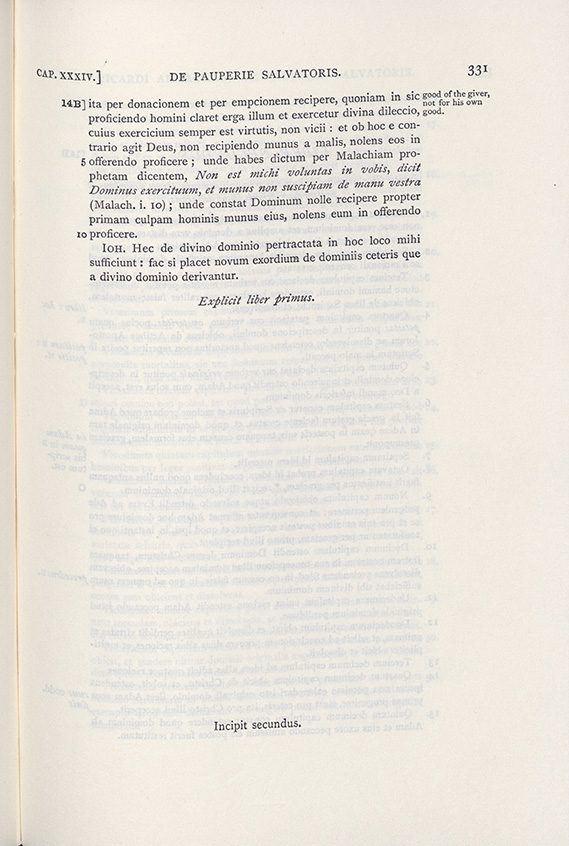 CAP. XXXIV.] DE PAUPERIE SALVATORIS. 331
14B] ita per donacionem et per empcionem recipere, quoniam in sic good of the giver,
proficiendo homini claret erga illum et exercetur divina dileccio, not for his own
cuius exercicium semper est virtutis, non vicii : et ob hoc e con- good.
trario agit Deus, non recipiendo munus a malis, nolens eos in
5 offerendo proficere ; unde habes dictum per Malachiam pro-
phetam dicentem, Non est michi voluntas in vobis, dicit
Dominus exercituum, et munus non suscipiam de manu vestra
(Malach. i. 10) ; unde constat Dominum nolle recipere propter
primam culpam hominis munus eius, nolens eum in offerendo
10 proficere.
IOH. Hec de divino dominio pertractata in hoc loco mihi
sufficiunt : fac si placet novum exordium de dominiis ceteris que
a divino dominio derivantur.
Explicit liber primus.
Incipit secundus.